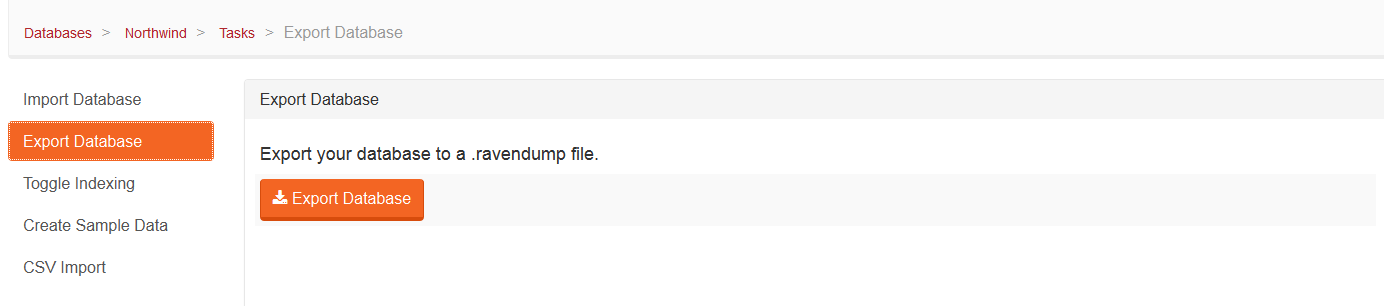 Databases > Northwind > Tasks > Export Database
Import Database
Export Database
Toggle Indexing
Create Sample Data
CSV Import
Export Database
Export your database to a .ravendump file.
Export Database